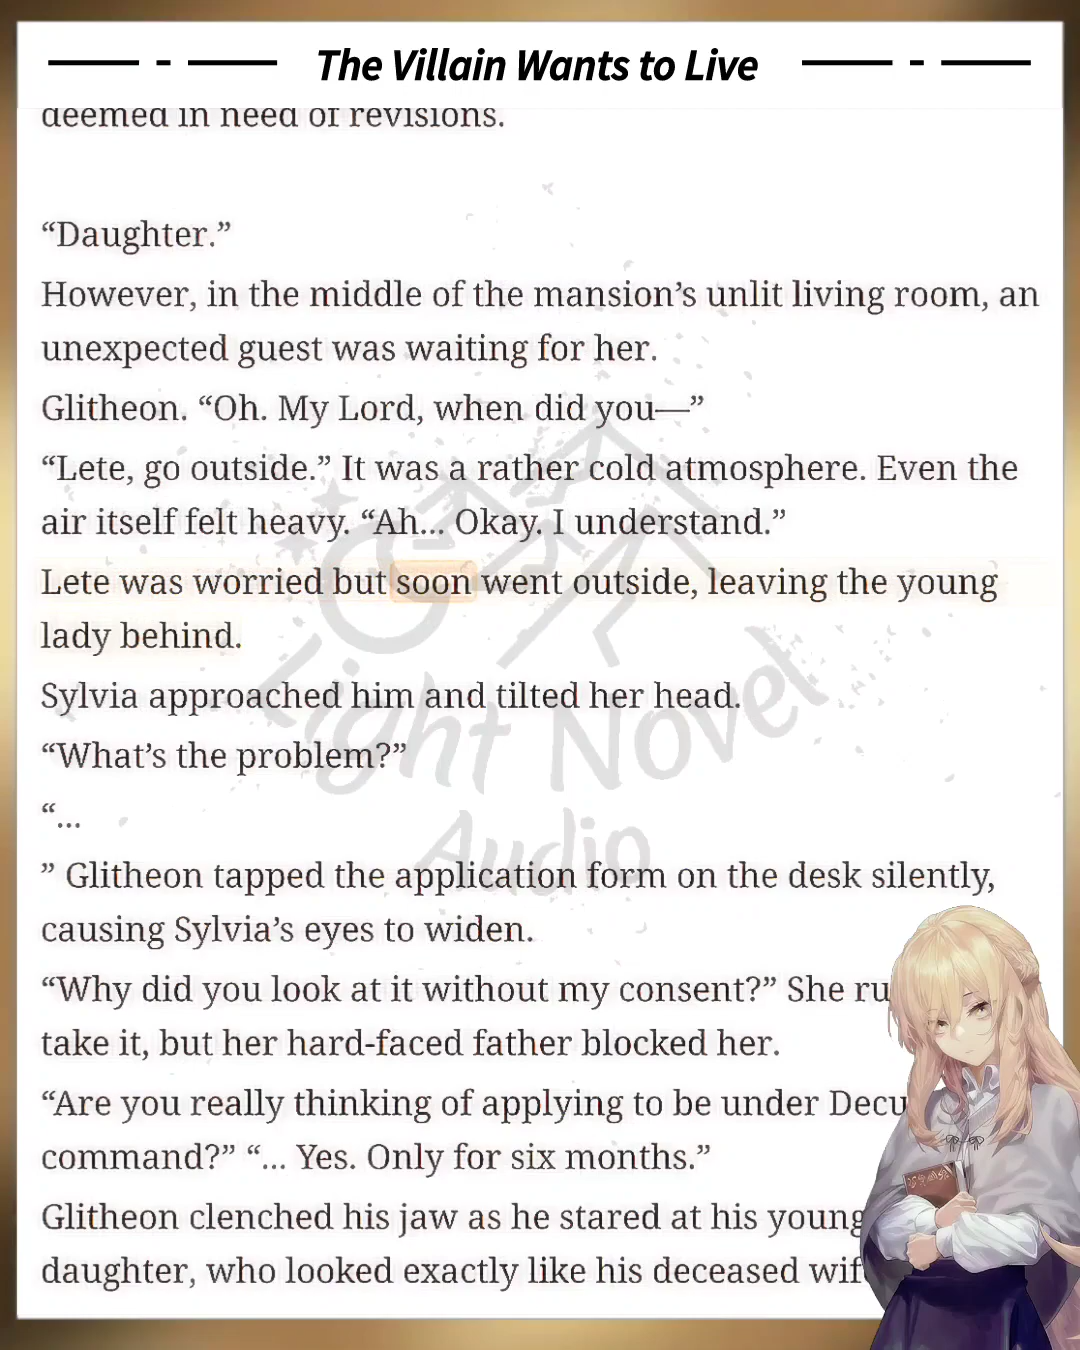 The Villain Wants to Live
deemed in need of revisions.
“Daughter.”
However, in the middle of the mansion’s unlit living room, an
unexpected guest was waiting for her.
Glitheon. “Oh. My Lord, when did you—”
“Lete, go outside.” It was a rather cold atmosphere. Even the
air itself felt heavy. “Ah... Okay. I understand.”
Lete was worried but soon went outside, leaving the young
lady behind.
Sylvia approached him and tilted her head.
“What’s the problem?”
“...
” Glitheon tapped the application form on the desk silently,
causing Sylvia’s eyes to widen.
“Why did you look at it without my consent?” She
take it, but her hard-faced father blocked her.
“Are you really thinking of applying to be under
command?” “... Yes. Only for six months.”
Glitheon clenched his jaw as he stared at his young
daughter, who looked exactly like his deceased
Light Novel
Audio